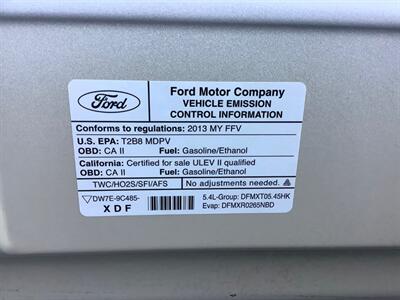 Ford
Ford Motor Company
VEHICLE EMISSION
CONTROL INFORMATION
Conforms to regulations: 2013 MY FFV
U.S. EPA: T2B8 MDPV
OBD: CA II Fuel: Gasoline/Ethanol
California: Certified for sale ULEV II qualified
OBD: CA II Fuel: Gasoline/Ethanol
TWC/HO2S/SFI/AFS No adjustments needed.
DW7E-9C485-
XDF
5.4L-Group: DFMXT05.45HK
Evap: DFMXR0265NBD